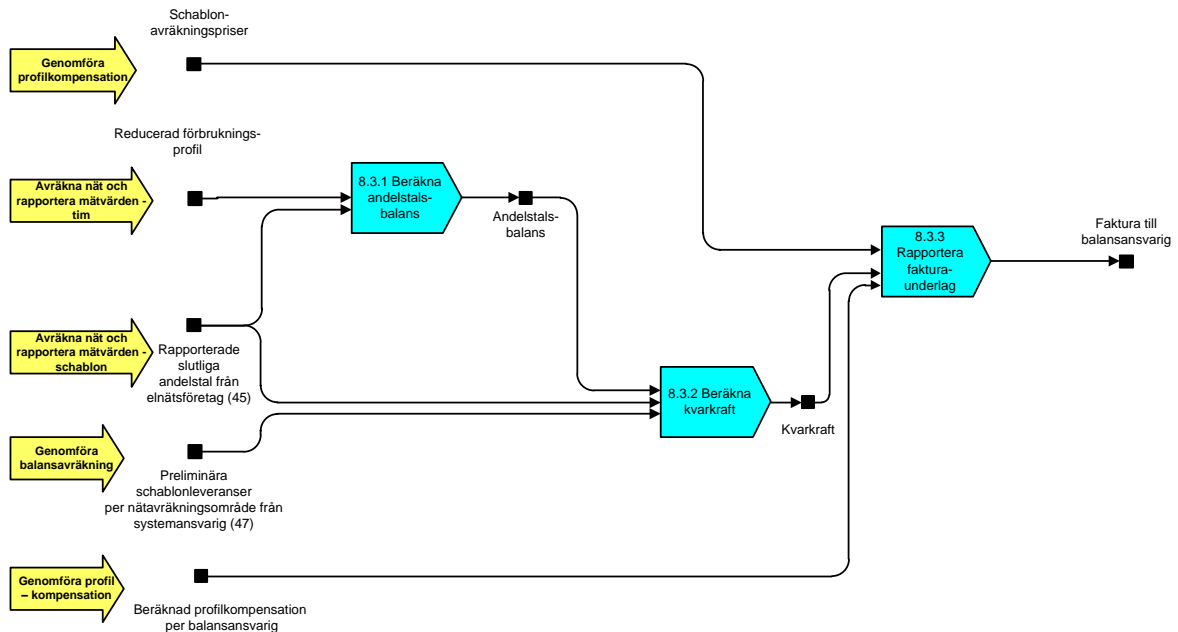 Schablon-
avräkningspriser
Genomföra
profilkompensation
Reducerad förbruknings-
profil
Avräkna nät och
rapportera mätvärden -
tim
8.3.1 Beräkna
andelstals-
balans
Andelstals-
balans
8.3.3
Rapportera
faktura-
underlag
Faktura till
balansansvarig
Avräkna nät och
rapportera mätvärden -
schablon
Rapporterade
slutliga
andelstal från
elnätsföretag (45)
8.3.2 Beräkna
kvarkraft
Kvarkraft
Genomföra
balansavräkning
Preliminära
schablonleveranser
per nätavräkningsområde från
systemansvarig (47)
Genomföra profil
– kompensation
Beräknad profilkompensation
per balansansvarig